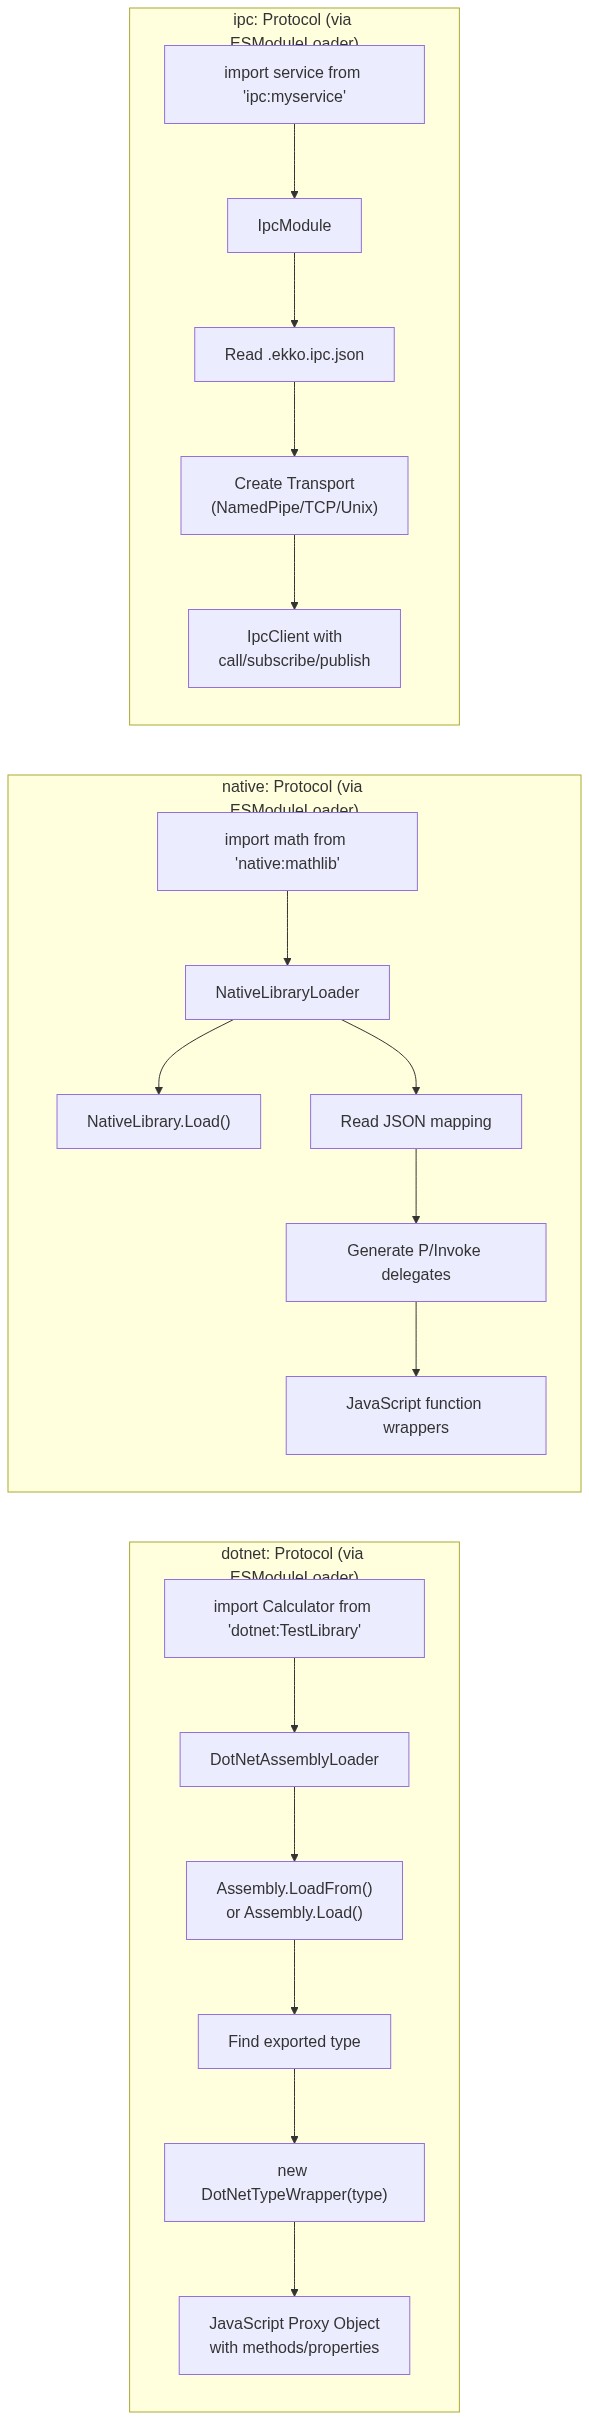 ipc: Protocol (via
ESModuleLoader)
import service from
'ipc:myservice'
IpcModule
Read .ekko.ipc.json
Create Transport
(NamedPipe/TCP/Unix)
IpcClient with
call/subscribe/publish
native: Protocol (via
ESModuleLoader)
import math from
'native:mathlib'
NativeLibraryLoader
NativeLibrary.Load()
Read JSON mapping
Generate P/Invoke
delegates
JavaScript function
wrappers
dotnet: Protocol (via
ESModuleLoader)
import Calculator from
'dotnet:TestLibrary'
DotNetAssemblyLoader
Assembly.LoadFrom()
or Assembly.Load()
Find exported type
new
DotNetTypeWrapper(type)
JavaScript Proxy Object
with methods/properties